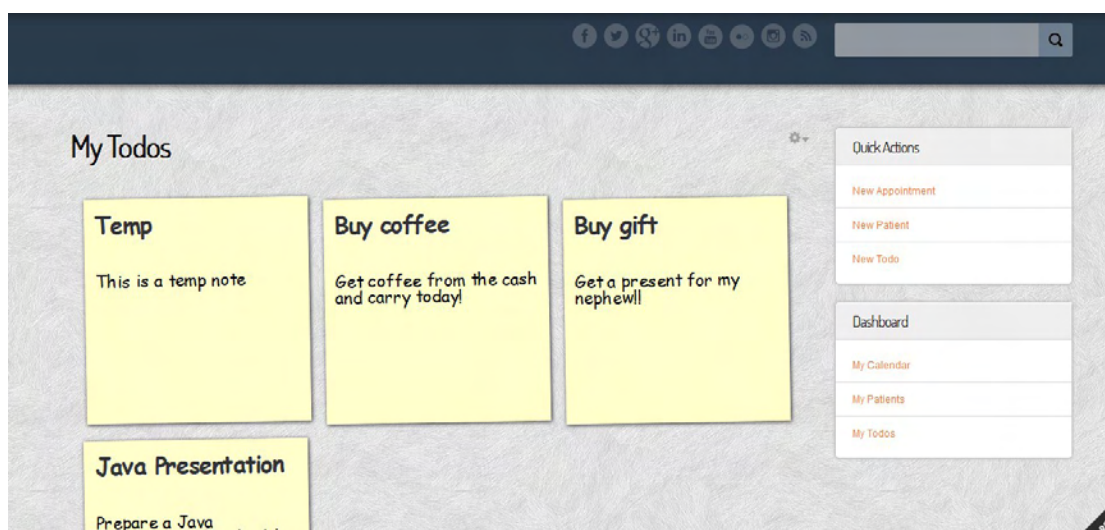 My Todos
Temp
This is a temp note
Buy coffee
Get coffee from the cash
and carry today!
Buy gift
Get a present for my
nephew!!
Java Presentation
Prepare a Java
Quick Actions
New Appointment
New Patient
New Todo
Dashboard
My Calendar
My Patients
My Todos